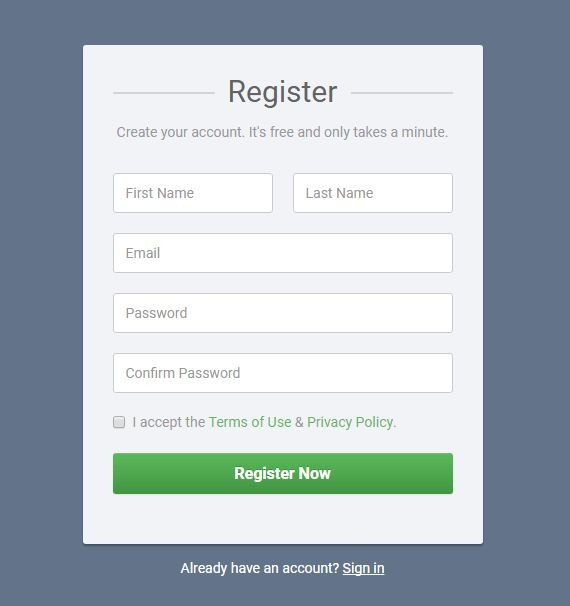 Register
Create your account. It's free and only takes a minute.
First Name Last Name
Email
Password
Confirm Password
I accept the Terms of Use & Privacy Policy.
Register Now
Already have an account? Sign in